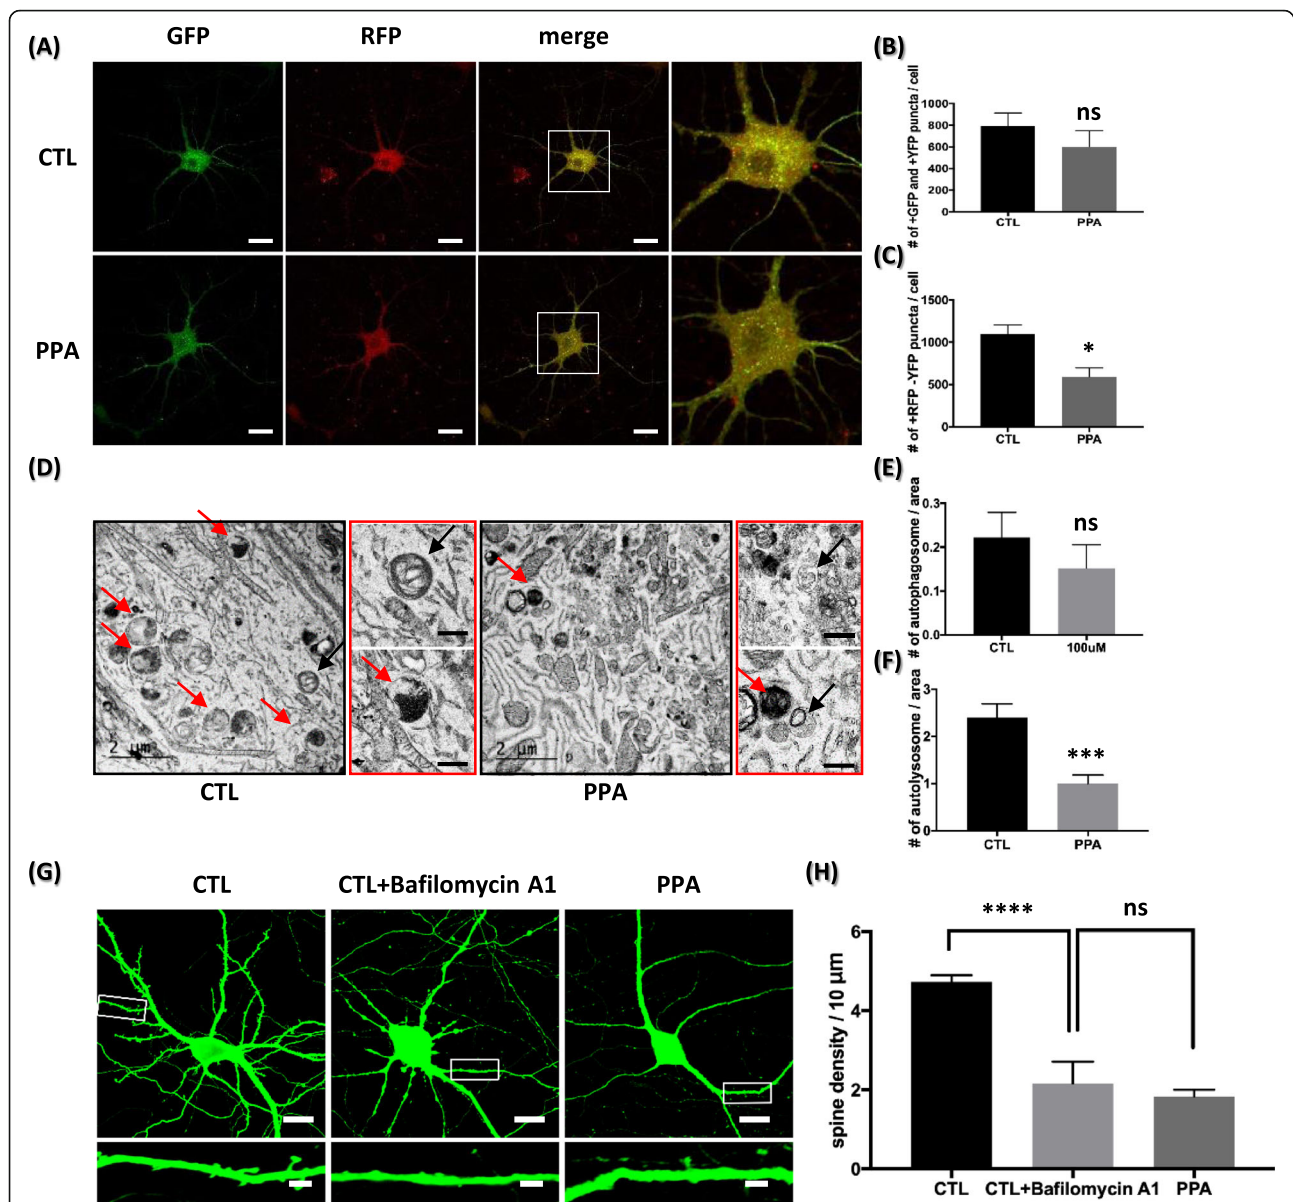 (A)
GFP
RFP
merge
CTL
PPA
(B)
# of +GFP and +YFP puncta / cell
1000
800
600
400
200
0
ns
CTL
PPA
(C)
# of +RFP -YFP puncta / cell
1500
1000
500
0
*
CTL
PPA
(D)
2 μm
2 μm
CTL
PPA
(E)
# of autophagosome / area
0.3
0.2
0.1
0.0
ns
CTL
100uM
(F)
# of autolysosome / area
3
2
1
0
***
CTL
PPA
(G)
CTL
CTL+Bafilomycin A1
PPA
(H)
spine density / 10 μm
6
4
2
0
****
ns
CTL
CTL+Bafilomycin A1
PPA